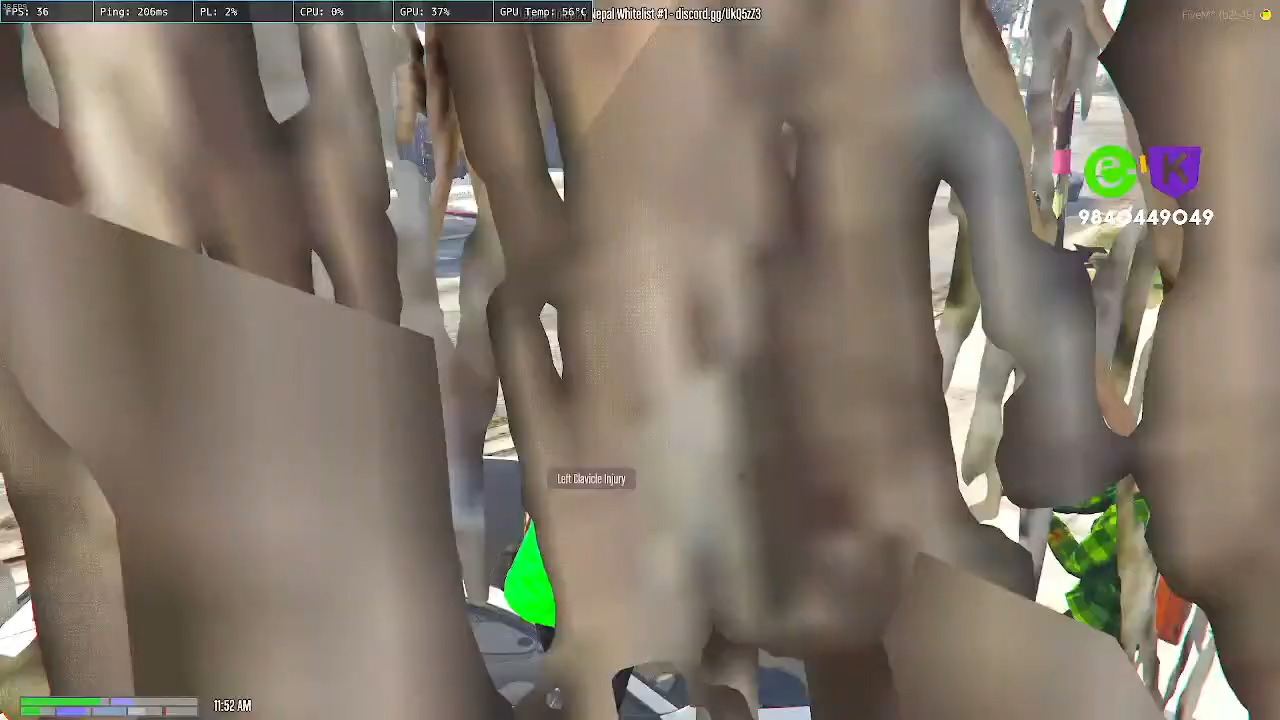 FPS: 36
Ping: 206ms
PL: 2%
CPU: 0%
GPU: 37%
GPU Temp: 56°C
Nepal Whitelist #1 - discord.gg/UkQ5zZ3
e
K
9840449049
Left Clavicle Injury
11:52 AM